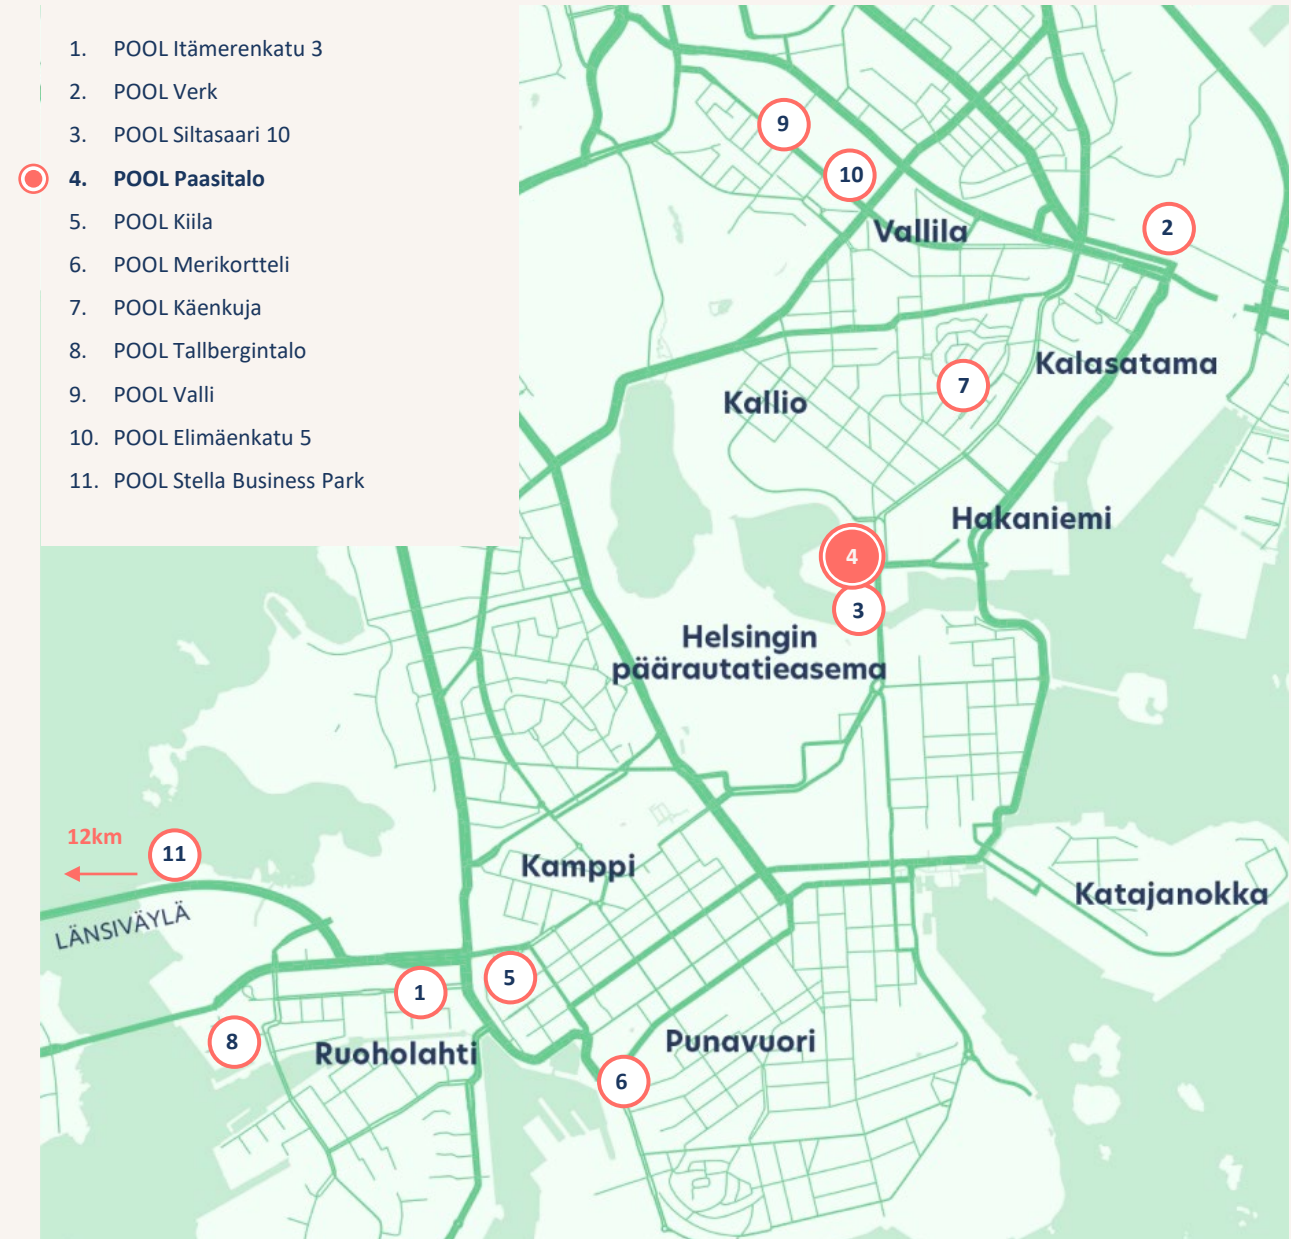 1. POOL Itämerenkatu 3
2. POOL Verk
3. POOL Siltasaari 10
4. POOL Paasitalo
5. POOL Kiila
6. POOL Merikortteli
7. POOL Käenkuja
8. POOL Tallbergintalo
9. POOL Valli
10. POOL Elimäenkatu 5
11. POOL Stella Business Park
9
10
2
Vallila
Kalasatama
7
Kallio
Hakaniemi
4
3
Helsingin
päärautatieasema
12km
11
Kamppi
Katajanokka
LÄNSIVÄYLÄ
5
1
8
Ruoholahti
Punavuori
6